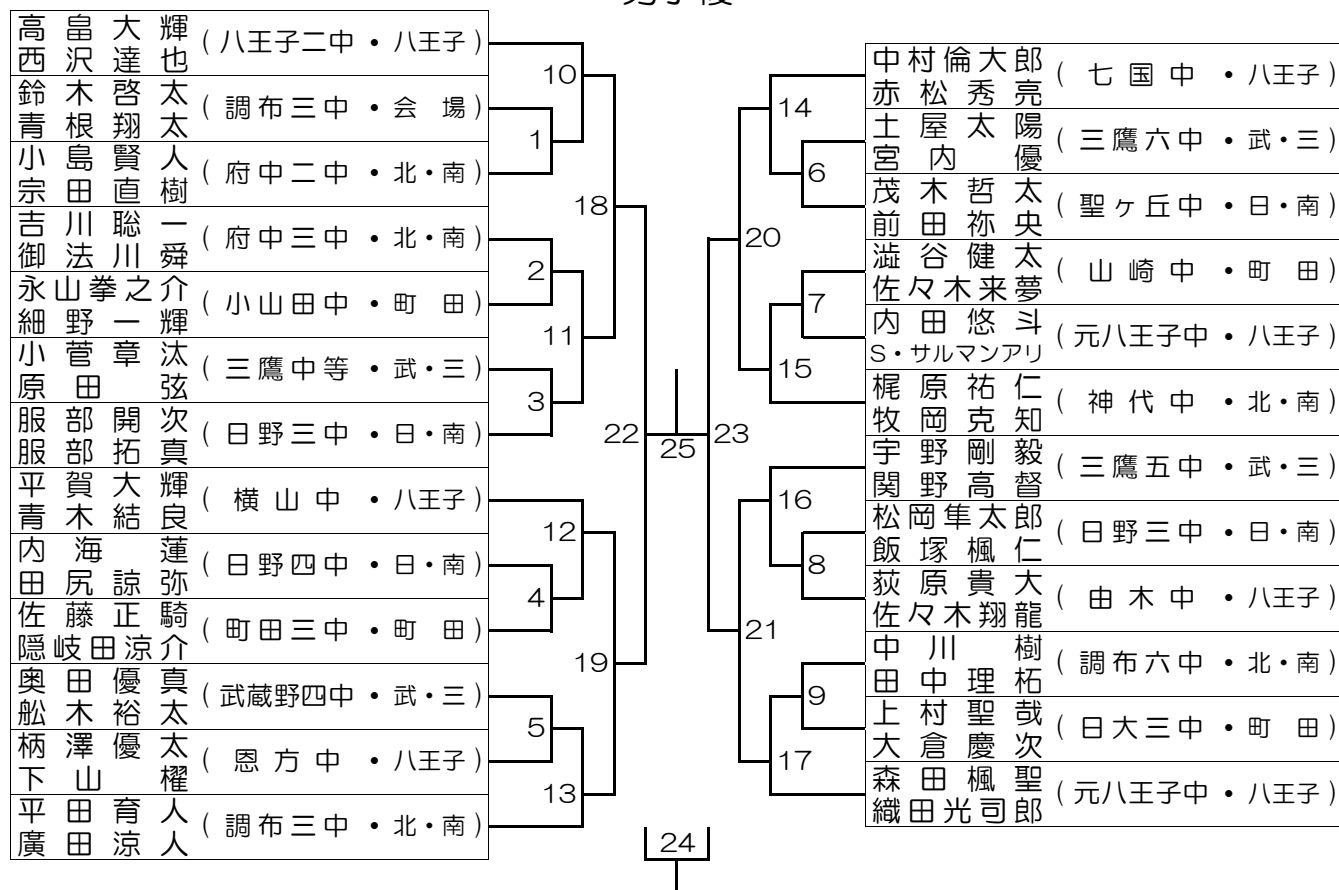 高畠大輝
西沢達也
(八王子二中・八王子)
鈴木啓太
青根翔太
(調布三中・会場)
小島賢人
宗田直樹
(府中二中・北・南)
吉川聡一
御法川舜
(府中三中・北・南)
永山拳之介
細野一輝
(小山田中・町田)
小菅章汰
原田弦
(三鷹中等・武・三)
服部開次
服部拓真
(日野三中・日・南)
平賀大輝
青木結良
(横山中・八王子)
内海蓮
田尻諒弥
(日野四中・日・南)
佐藤正騎
隠岐田涼介
(町田三中・町田)
奥田優真
舩木裕太
(武蔵野四中・武・三)
柄澤優太
下山櫂
(恩方中・八王子)
平田育人
廣田涼人
(調布三中・北・南)
10
1
18
2
11
3
22
12
4
19
5
13
25
24
23
14
6
20
7
15
16
8
21
9
17
中村倫大郎
赤松秀亮
(七国中・八王子)
土屋太陽
宮内優
(三鷹六中・武・三)
茂木哲太
前田祢央
(聖ヶ丘中・日・南)
澁谷健太
佐々木来夢
(山崎中・町田)
内田悠斗
S・サルマンアリ
(元八王子中・八王子)
梶原祐仁
牧岡克知
(神代中・北・南)
宇野剛毅
関野高督
(三鷹五中・武・三)
松岡隼太郎
飯塚楓仁
(日野三中・日・南)
荻原貴大
佐々木翔龍
(由木中・八王子)
中川樹
田中理柘
(調布六中・北・南)
上村聖哉
大倉慶次
(日大三中・町田)
森田楓聖
織田光司郎
(元八王子中・八王子)